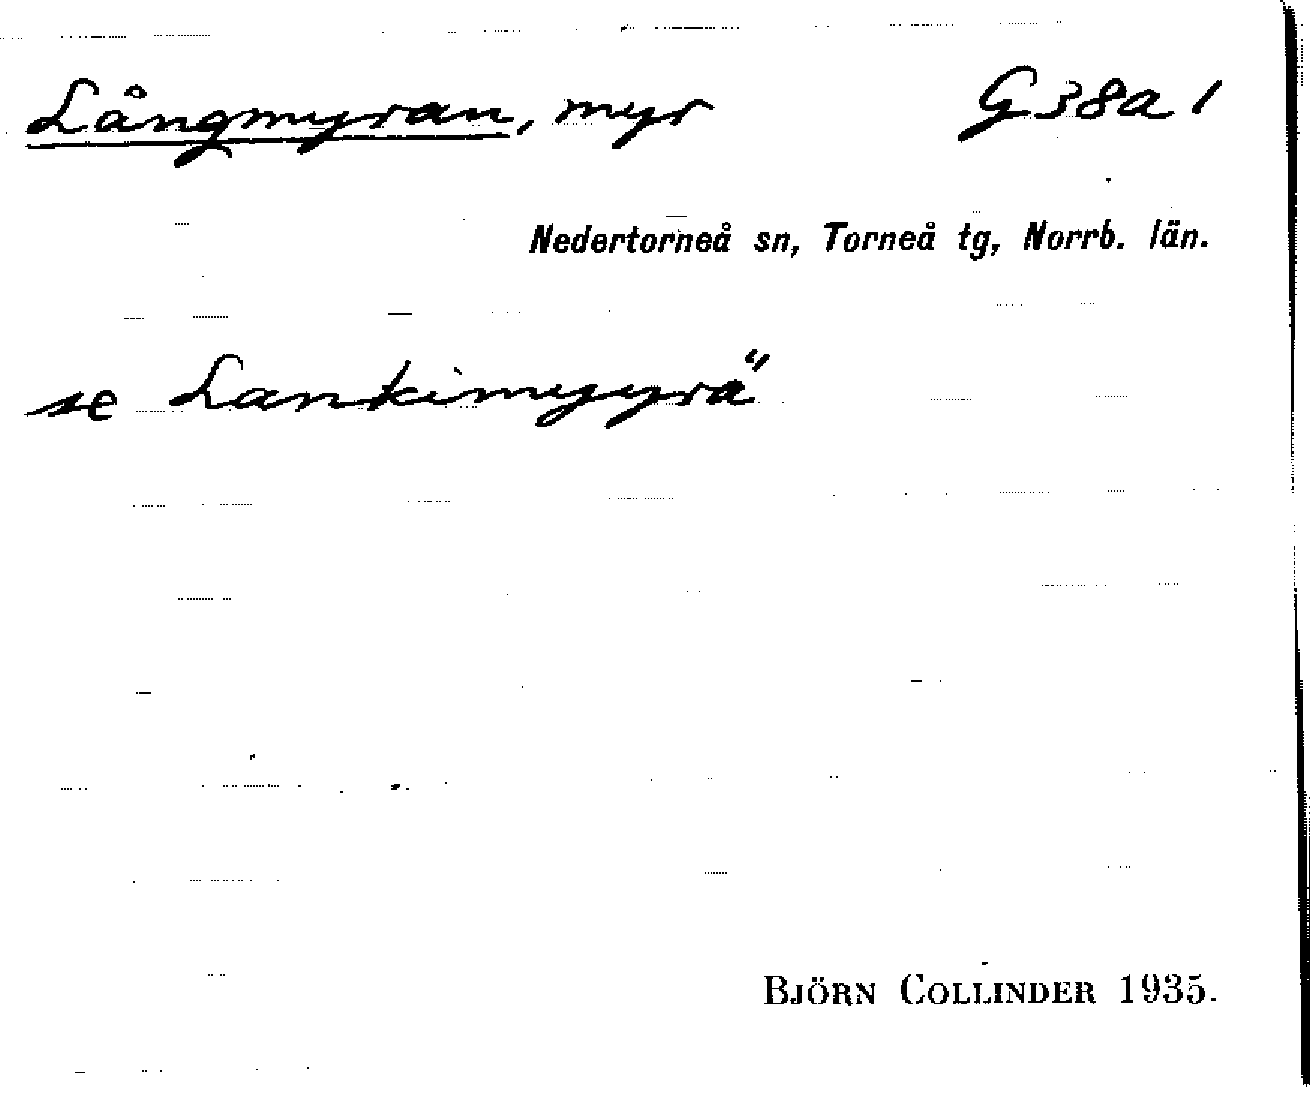 Långmyran, myr G38a1
Nedertorneå sn, Torneå tg, Norrb. län.
se Lankimyyrä
BJÖRN COLLINDER 1935.